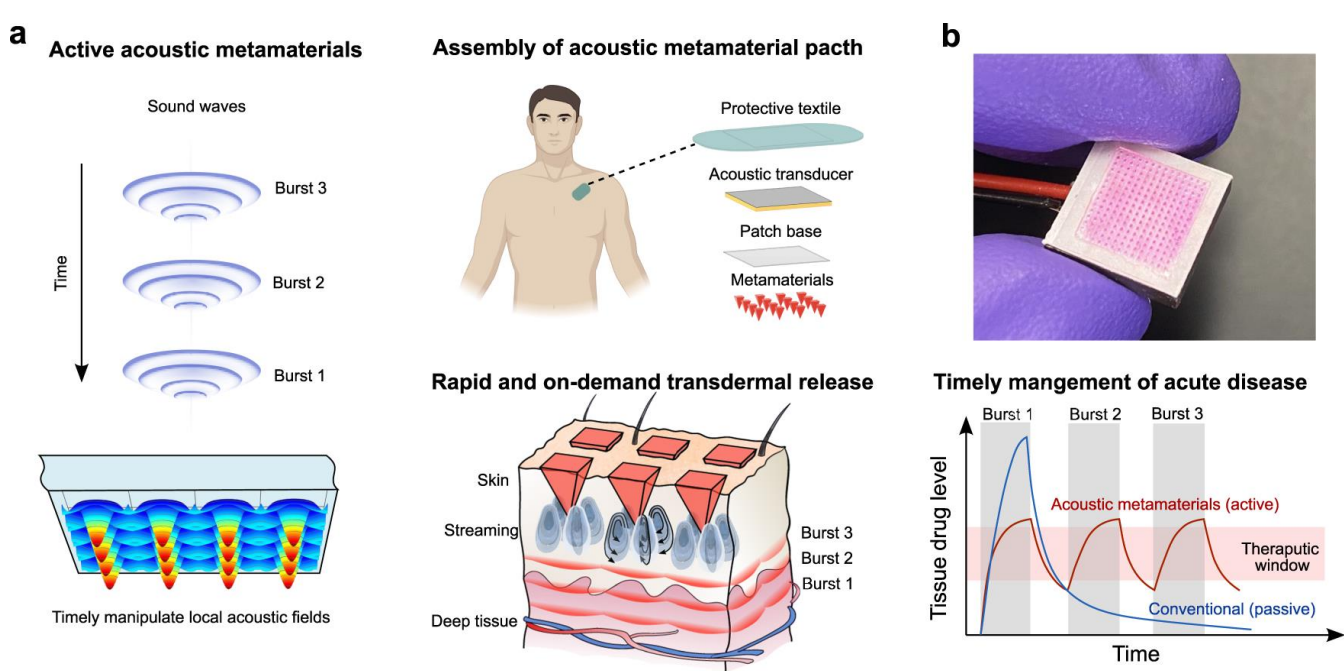 a
Active acoustic metamaterials
Sound waves
Time
Burst 3
Burst 2
Burst 1
Timely manipulate local acoustic fields
Assembly of acoustic metamaterial pacth
Protective textile
Acoustic transducer
Patch base
Metamaterials
Rapid and on-demand transdermal release
Skin
Streaming
Deep tissue
Burst 3
Burst 2
Burst 1
b
Timely mangement of acute disease
Burst 1
Burst 2
Burst 3
Tissue drug level
Acoustic metamaterials (active)
Theraputic
window
Conventional (passive)
Time